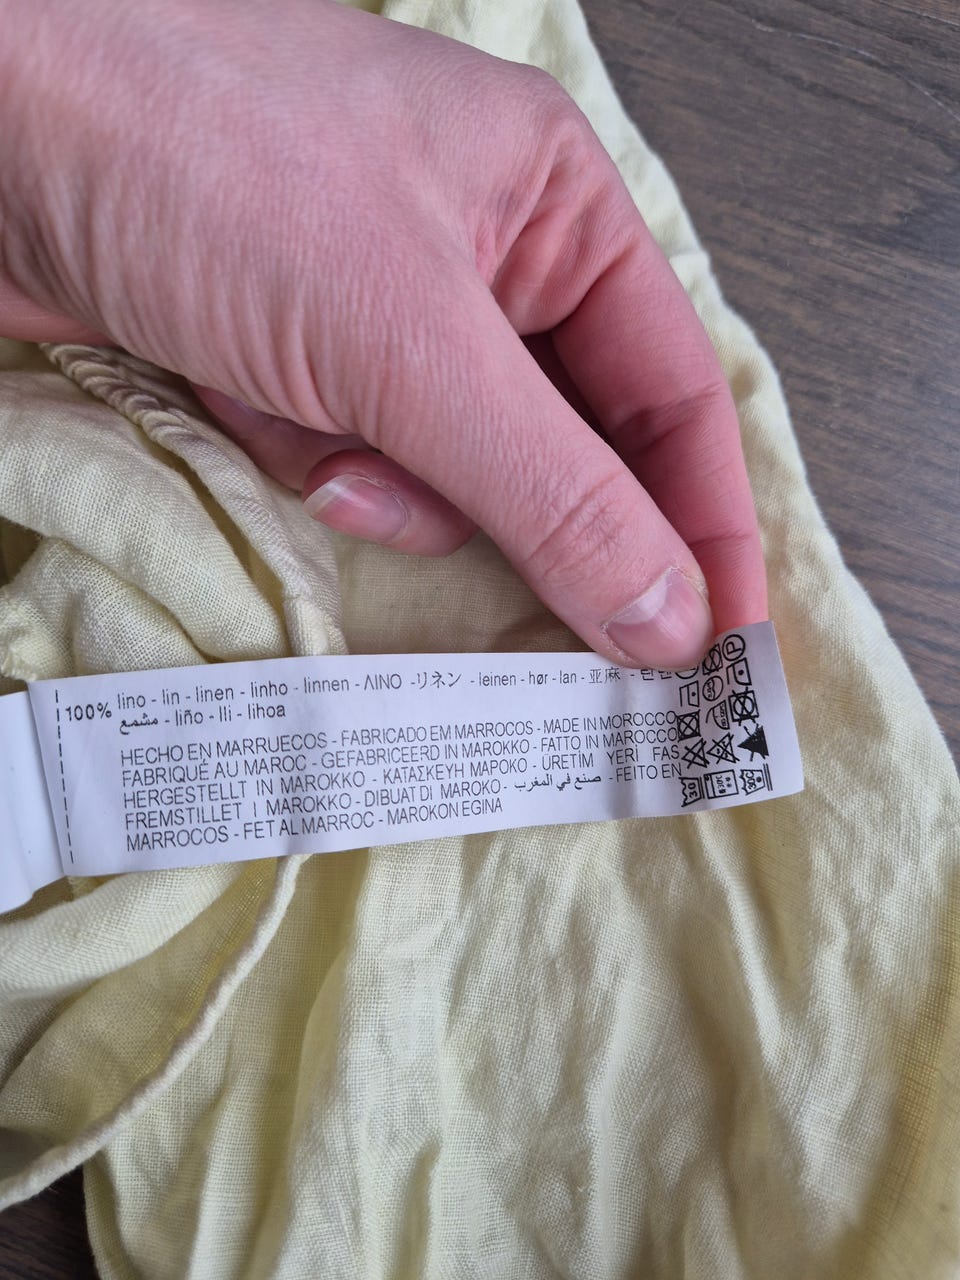 100% lino - lin - linen - linho - linnen - ΛΙΝΟ - リネン - leinen - hør - lan - 亚麻 -
مشمع - liño - lli - lihoa
HECHO EN MARRUECOS - FABRICADO EM MARROCOS - MADE IN MOROCCO
FABRIQUÉ AU MAROC - GEFABRICEERD IN MAROKKO - FATTO IN MAROCCO
HERGESTELLT IN MAROKKO - ΚΑΤΑΣΚΕΥΗ ΜΑΡΟΚΟ - ÜRETIM YERİ FAS
FREMSTILLET I MAROKKO - DIBUAT DI MAROKO - صنع في المغرب - FEITO EN
MARROCOS - FET AL MARROC - MAROKON EGINA
P
30
30C